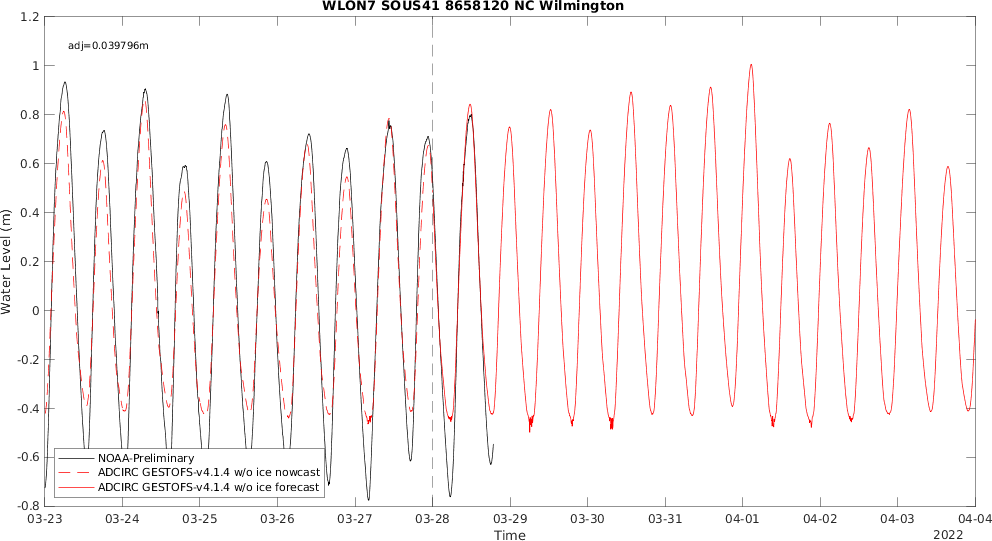 WLON7 SOUS41 8658120 NC Wilmington
adj=0.039796m
Water Level (m)
1.2
1
0.8
0.6
0.4
0.2
0
-0.2
-0.4
-0.6
-0.8
NOAA-Preliminary
ADCIRC GESTOFS-v4.1.4 w/o ice nowcast
ADCIRC GESTOFS-v4.1.4 w/o ice forecast
03-23 03-24 03-25 03-26 03-27 03-28 03-29 03-30 03-31 04-01 04-02 04-03 04-04
Time
2022